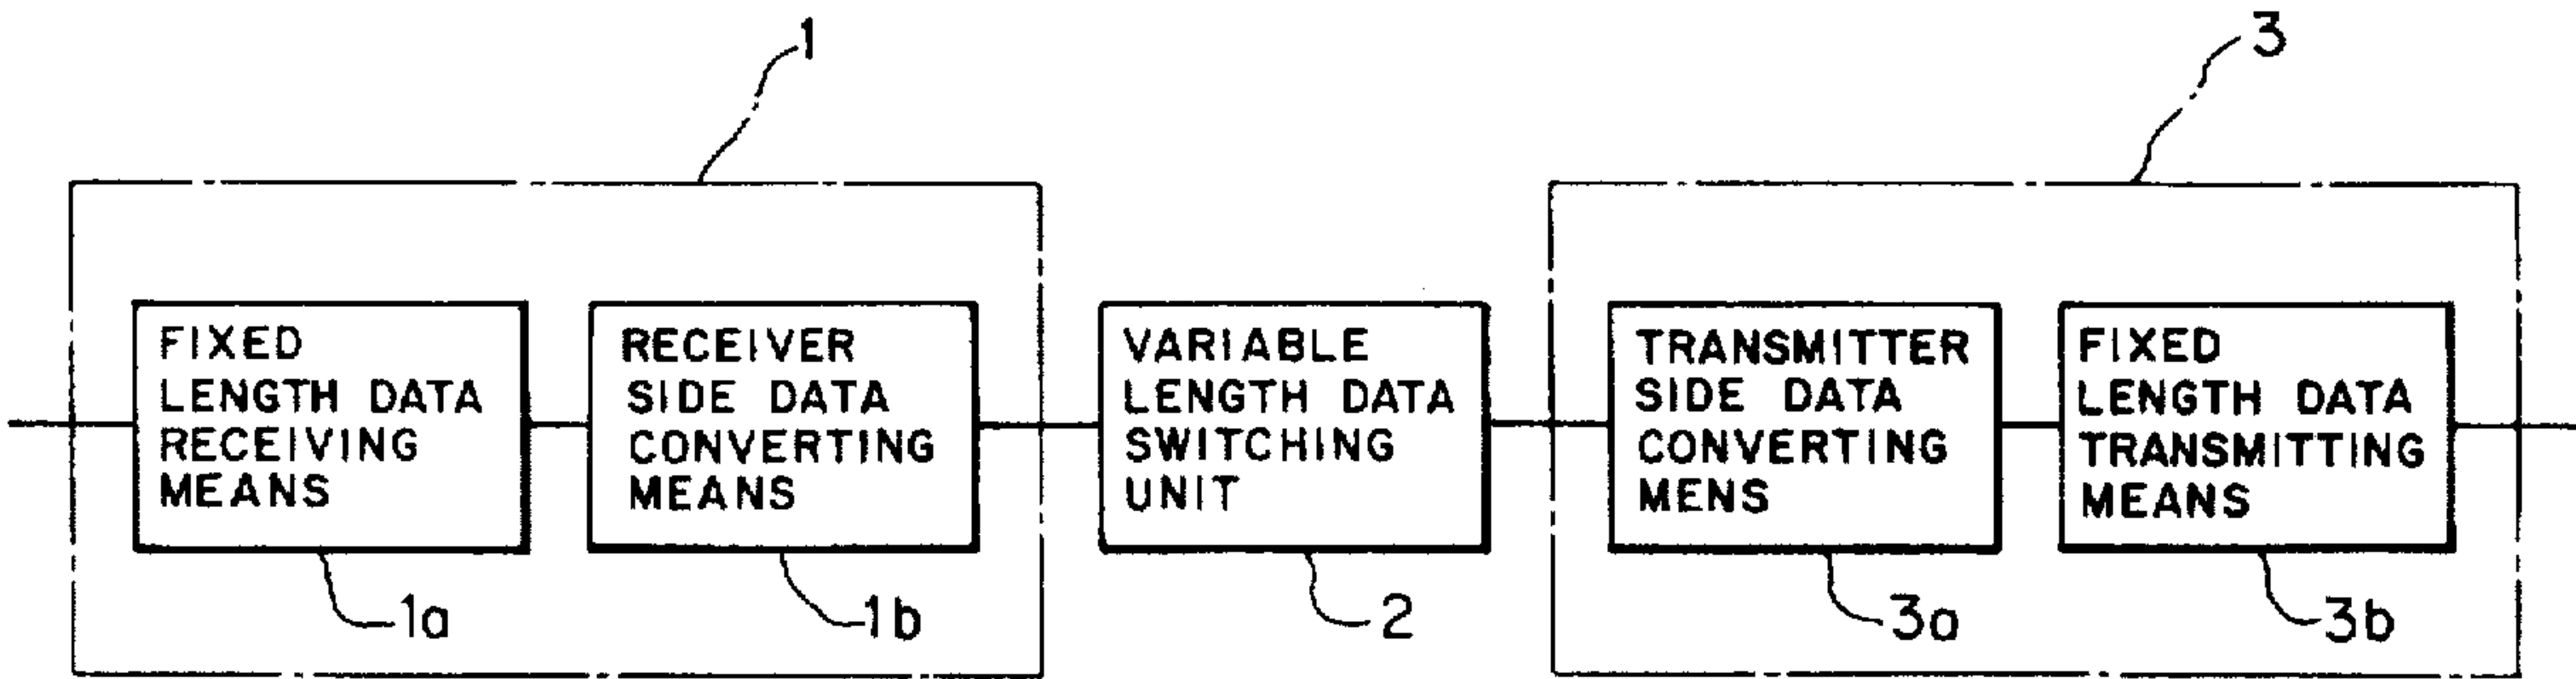 1
3
FIXED
LENGTH DATA
RECEIVING
MEANS
RECEIVER
SIDE DATA
CONVERTING
MEANS
VARIABLE
LENGTH DATA
SWITCHING
UNIT
TRANSMITTER
SIDE DATA
CONVERTING
MENS
FIXED
LENGTH DATA
TRANSMITTING
MEANS
1a
1b
2
3a
3b